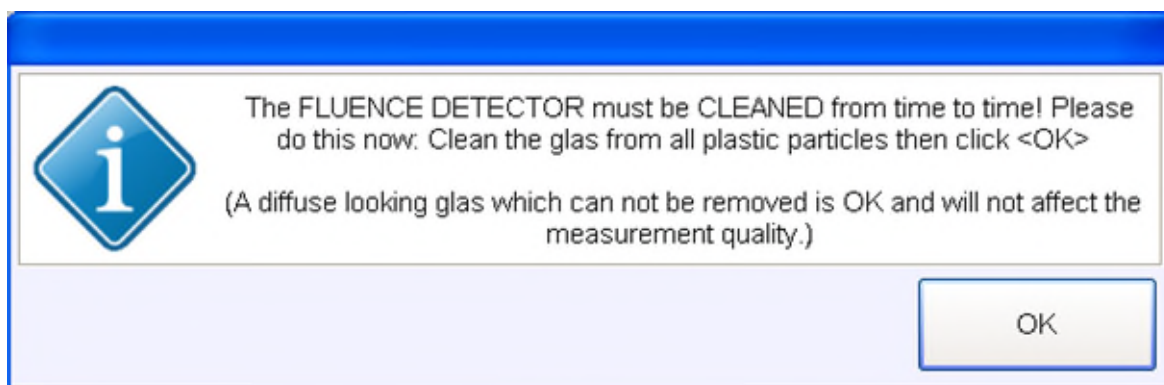 The FLUENCE DETECTOR must be CLEANED from time to time! Please
do this now: Clean the glas from all plastic particles then click <OK>
(A diffuse looking glas which can not be removed is OK and will not affect the
measurement quality.)
OK